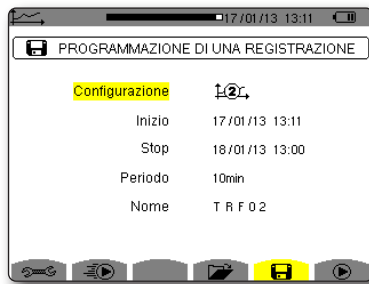 17/01/13 13:11
PROGRAMMAZIONE DI UNA REGISTRAZIONE
Configurazione 2
Inizio 17/01/13 13:11
Stop 18/01/13 13:00
Periodo 10min
Nome TRF02